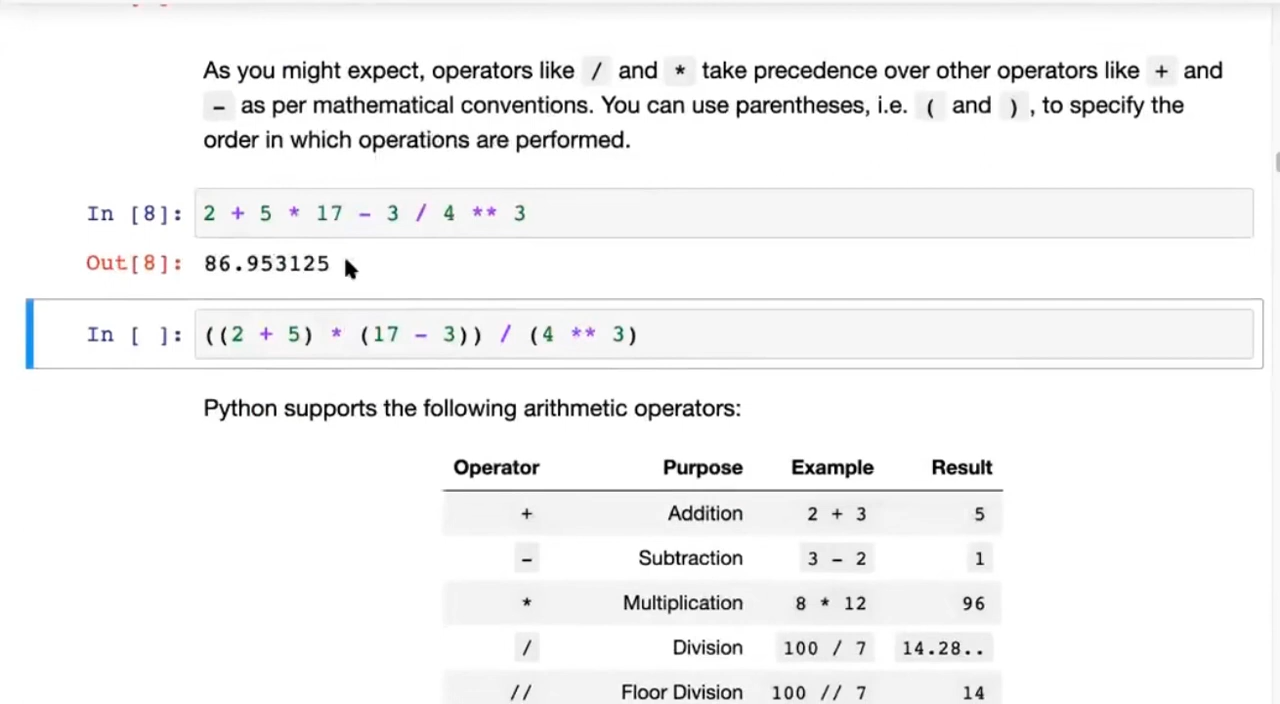 As you might expect, operators like / and * take precedence over other operators like + and
- as per mathematical conventions. You can use parentheses, i.e. ( and ) , to specify the
order in which operations are performed.
In [8]: 2 + 5 * 17 - 3 / 4 ** 3
Out[8]: 86.953125
In [ ]: ((2 + 5) * (17 - 3)) / (4 ** 3)
Python supports the following arithmetic operators:
Operator Purpose Example Result
+ Addition 2 + 3 5
- Subtraction 3 - 2 1
* Multiplication 8 * 12 96
/ Division 100 / 7 14.28..
// Floor Division 100 // 7 14